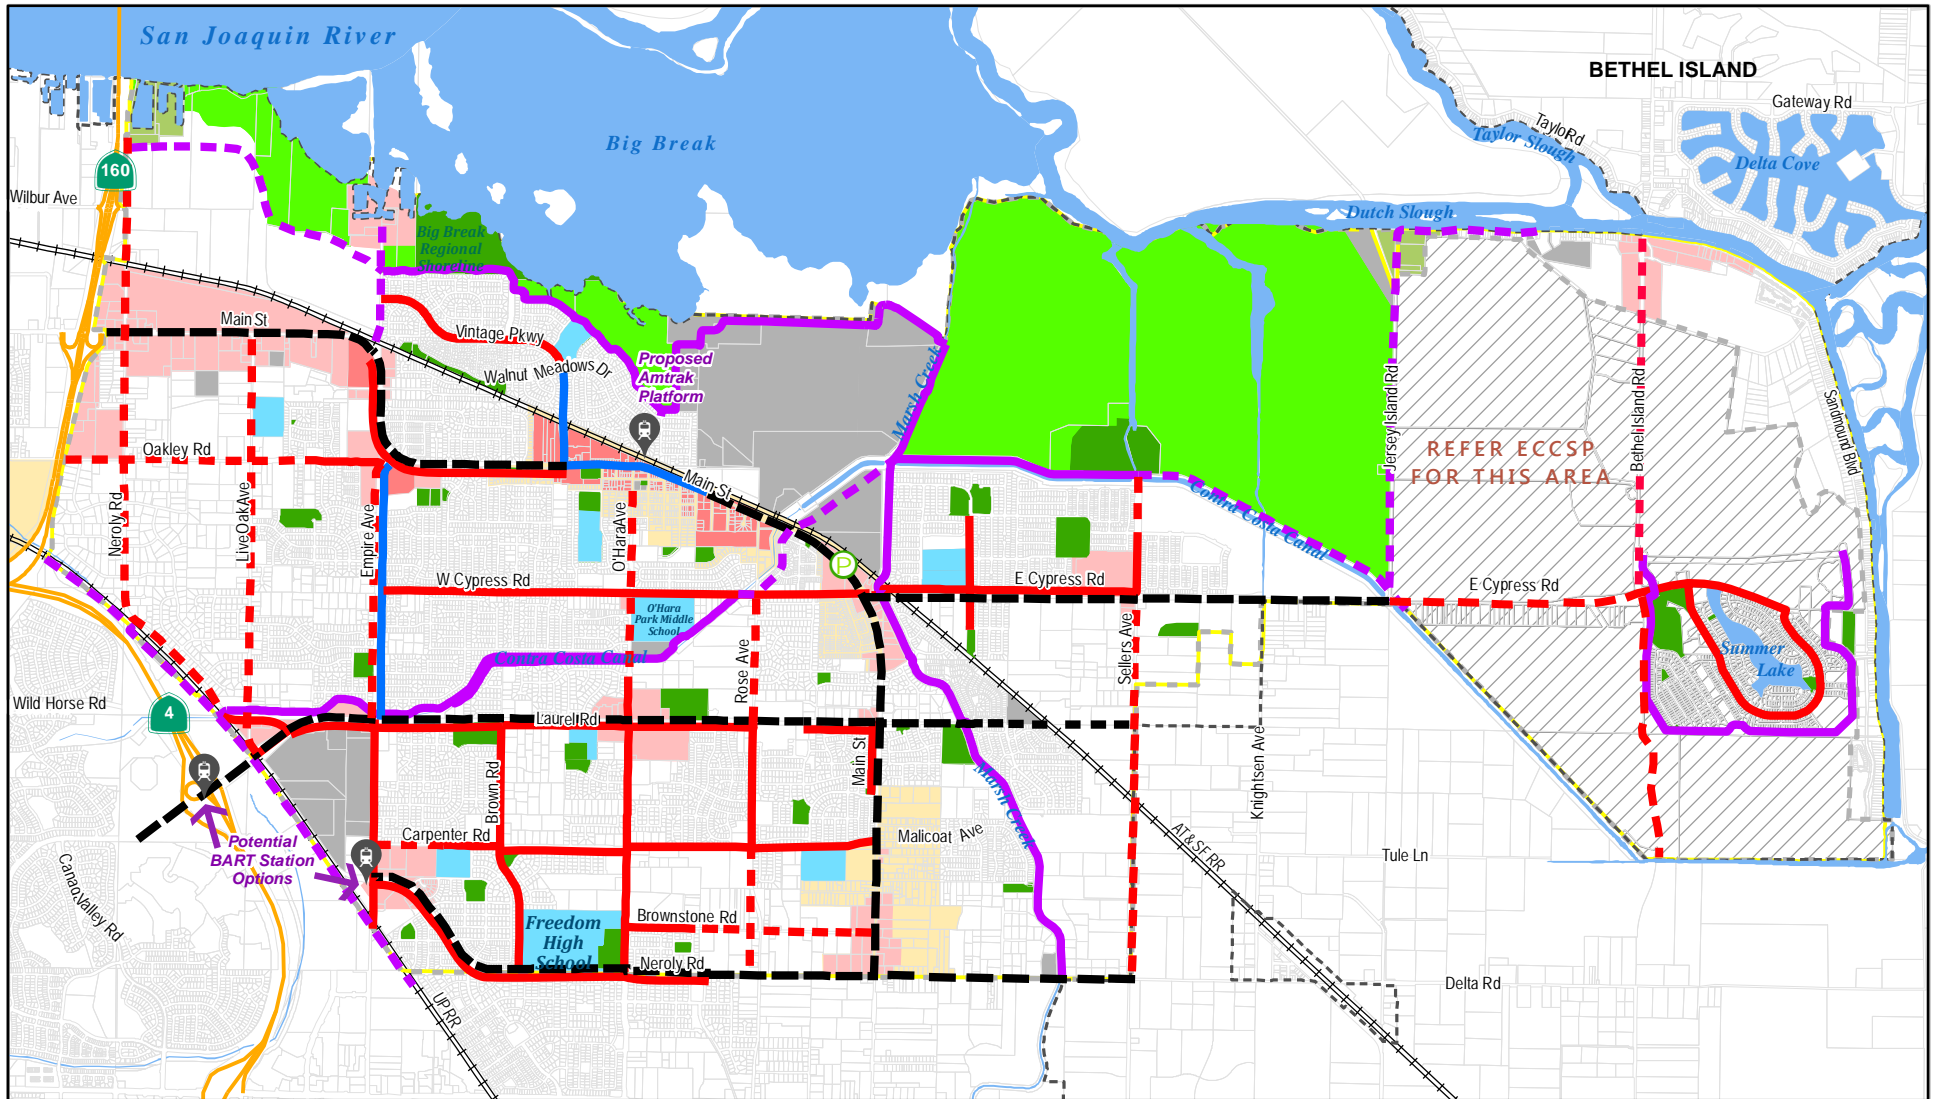 San Joaquin River
BETHEL ISLAND
Gateway Rd
Taylor Rd
Taylor Slough
Delta Cove
Big Break
160
Wilbur Ave
Dutch Slough
Big Break
Regional
Shoreline
Main St
Vintage Pkwy
Walnut Meadows Dr
Proposed
Amtrak
Platform
Marsh Creek
Jersey Island Rd
Bethel Island Rd
Sandmound Blvd
REFER ECCSP
FOR THIS AREA
Oakley Rd
Main St
Contra Costa Canal
Neroly Rd
Live Oak Ave
Empire Ave
O'Hara Ave
P
W Cypress Rd
E Cypress Rd
E Cypress Rd
O'Hara
Park Middle
School
Contra Costa Canal
Rose Ave
Sellers Ave
Summer
Lake
Wild Horse Rd
4
Laurel Rd
Main St
Knightsen Ave
Brown Rd
Marsh Creek
Carpenter Rd
Malicoat Ave
AT&SF RR
Tule Ln
Potential
BART Station
Options
Canada Valley Rd
Freedom
High
School
Brownstone Rd
Neroly Rd
Delta Rd
UP RR